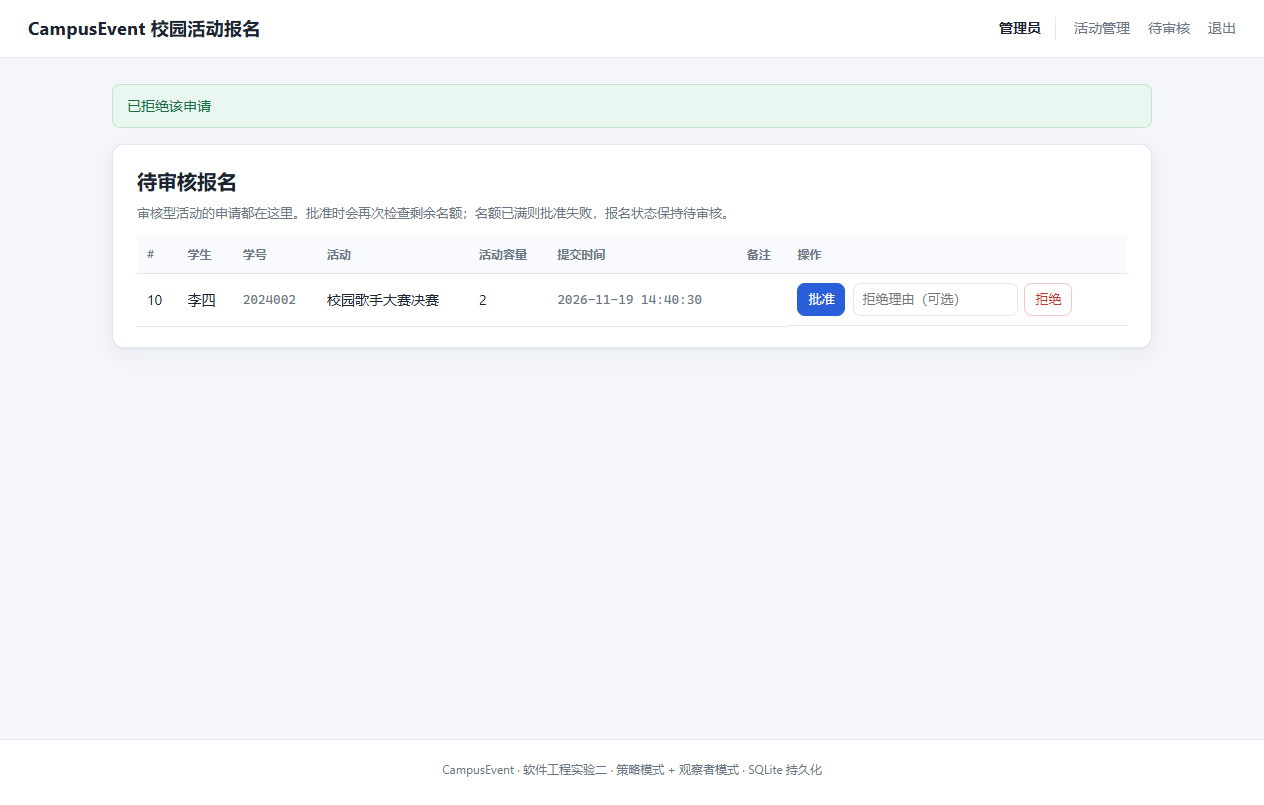 CampusEvent 校园活动报名
管理员 活动管理 待审核 退出
已拒绝该申请
待审核报名
审核型活动的申请都在这里。批准时会再次检查剩余名额；名额已满则批准失败，报名状态保持待审核。
# 学生 学号 活动 活动容量 提交时间 备注 操作
10 李四 2024002 校园歌手大赛决赛 2 2026-11-19 14:40:30 批准 拒绝理由（可选） 拒绝
CampusEvent · 软件工程实验二 · 策略模式 + 观察者模式 · SQLite 持久化